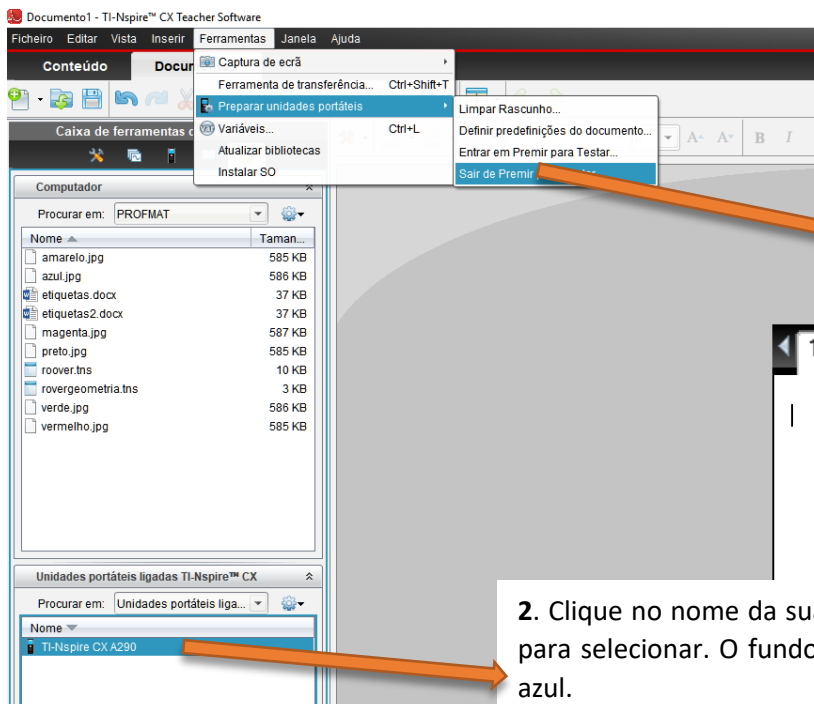 Documento1 - TI-Nspire™ CX Teacher Software
Ficheiro Editar Vista Inserir Ferramentas Janela Ajuda
Conteúdo Docu
Captura de ecrã
Ferramenta de transferência... Ctrl+Shift+T
Preparar unidades portáteis
Variáveis... Ctrl+L
Atualizar bibliotecas
Instalar SO
Limpar Rascunho...
Definir predefinições do documento...
Entrar em Premir para Testar...
Sair de Premir
A A B I
Caixa de ferramentas
Computador
Procurar em: PROFMAT
Nome Taman...
amarelo.jpg 585 KB
azul.jpg 586 KB
etiquetas.docx 37 KB
etiquetas2.docx 37 KB
magenta.jpg 587 KB
preto.jpg 585 KB
roover.tns 10 KB
rovergeometria.tns 3 KB
verde.jpg 586 KB
vermelho.jpg 585 KB
Unidades portáteis ligadas TI-Nspire™ CX
Procurar em: Unidades portáteis liga...
Nome
TI-Nspire CX A290
2. Clique no nome da sua
para selecionar. O fundo
azul.